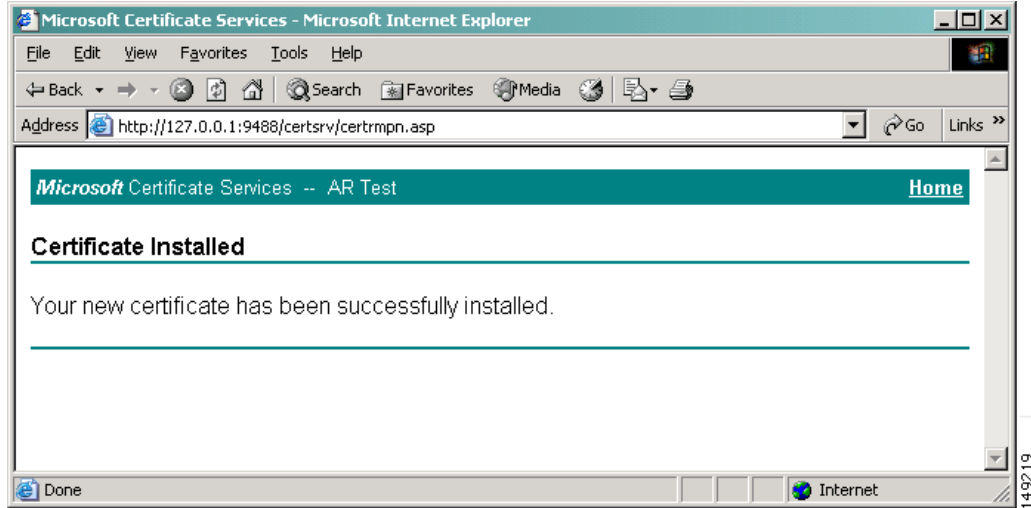 Microsoft Certificate Services - Microsoft Internet Explorer
File Edit View Favorites Tools Help
Back Search Favorites Media
Address http://127.0.0.1:9488/certsrv/certrmpn.asp Go Links »
Microsoft Certificate Services -- AR Test Home
Certificate Installed
Your new certificate has been successfully installed.
Done Internet
149219